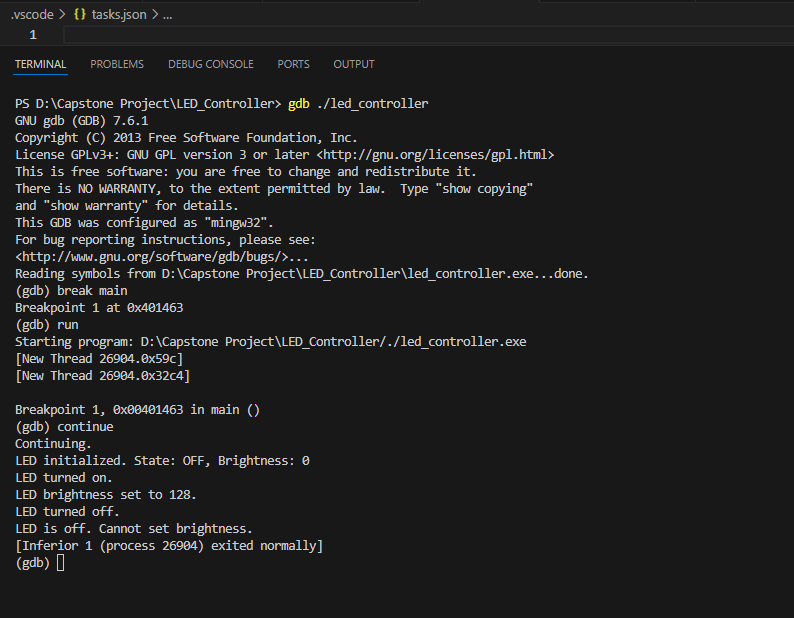 .vscode > {} tasks.json > ...
1
TERMINAL PROBLEMS DEBUG CONSOLE PORTS OUTPUT
PS D:\Capstone Project\LED_Controller> gdb ./led_controller
GNU gdb (GDB) 7.6.1
Copyright (C) 2013 Free Software Foundation, Inc.
License GPLv3+: GNU GPL version 3 or later <http://gnu.org/licenses/gpl.html>
This is free software: you are free to change and redistribute it.
There is NO WARRANTY, to the extent permitted by law.  Type "show copying"
and "show warranty" for details.
This GDB was configured as "mingw32".
For bug reporting instructions, please see:
<http://www.gnu.org/software/gdb/bugs/>...
Reading symbols from D:\Capstone Project\LED_Controller\led_controller.exe...done.
(gdb) break main
Breakpoint 1 at 0x401463
(gdb) run
Starting program: D:\Capstone Project\LED_Controller/./led_controller.exe
[New Thread 26904.0x59c]
[New Thread 26904.0x32c4]
Breakpoint 1, 0x00401463 in main ()
(gdb) continue
Continuing.
LED initialized. State: OFF, Brightness: 0
LED turned on.
LED brightness set to 128.
LED turned off.
LED is off. Cannot set brightness.
[Inferior 1 (process 26904) exited normally]
(gdb)